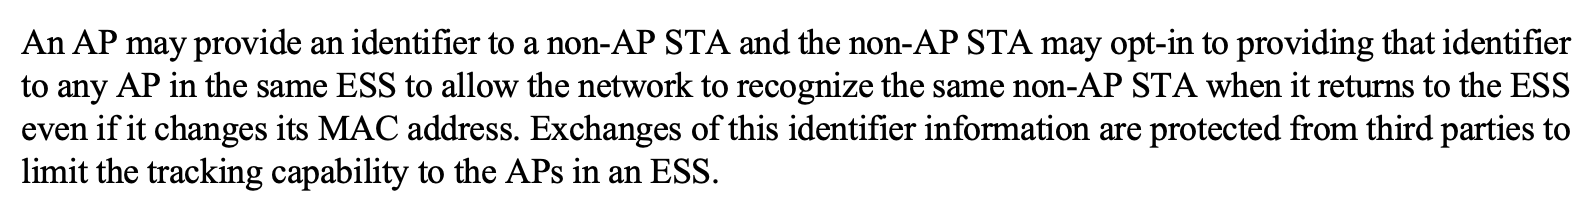 An AP may provide an identifier to a non-AP STA and the non-AP STA may opt-in to providing that identifier
to any AP in the same ESS to allow the network to recognize the same non-AP STA when it returns to the ESS
even if it changes its MAC address. Exchanges of this identifier information are protected from third parties to
limit the tracking capability to the APs in an ESS.